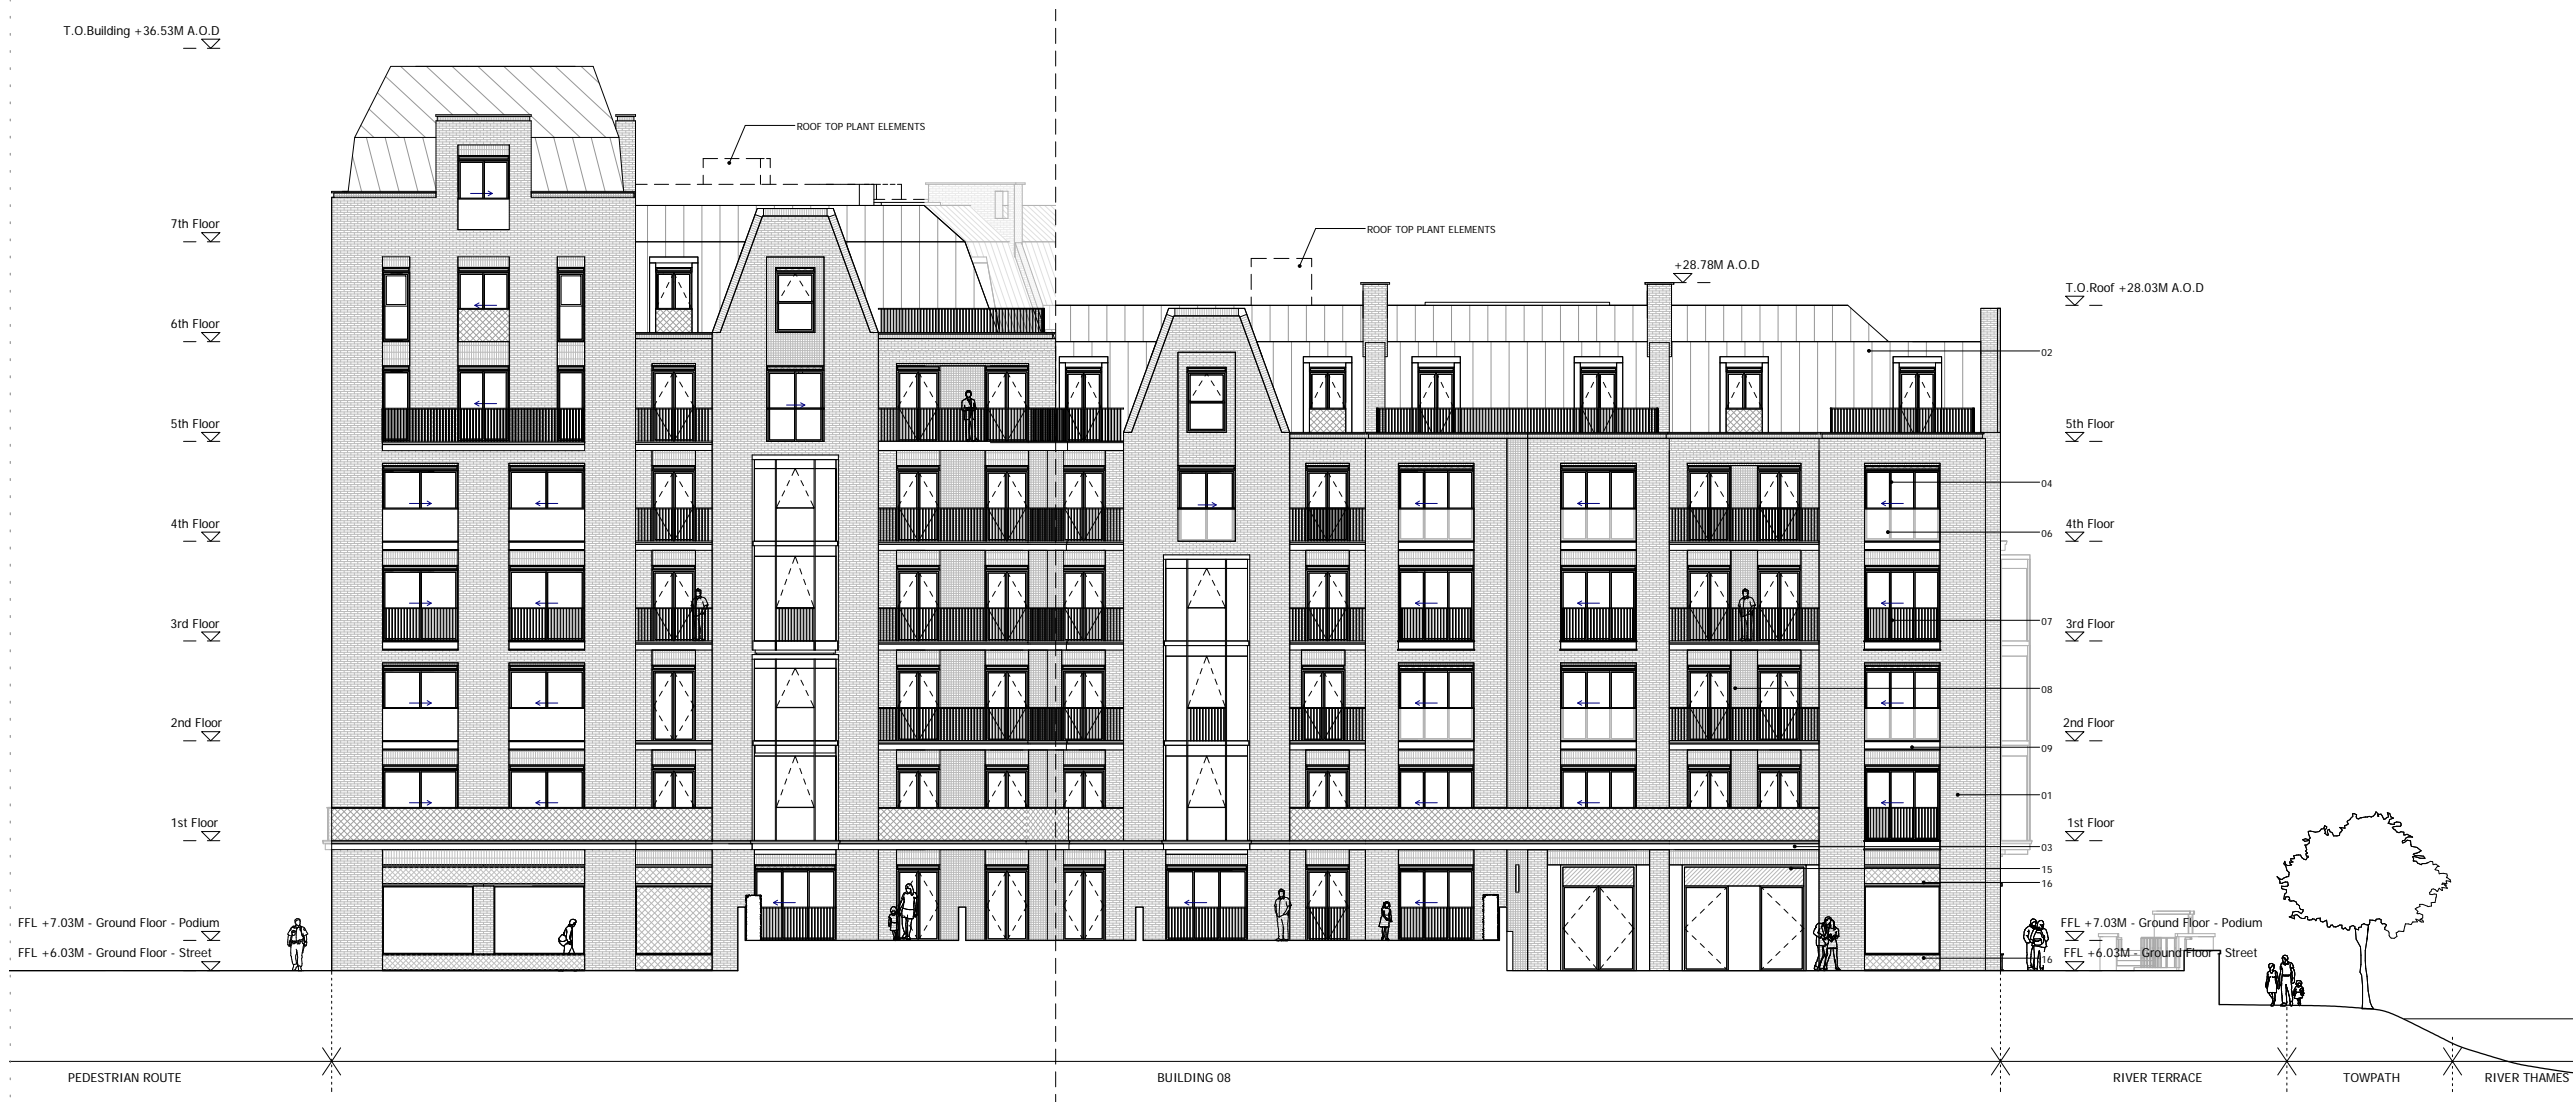 T.O.Building +36.53M A.O.D
ROOF TOP PLANT ELEMENTS
7th Floor
ROOF TOP PLANT ELEMENTS
+28.78M A.O.D
T.O.Roof +28.03M A.O.D
6th Floor
02
5th Floor
5th Floor
04
4th Floor
4th Floor
06
3rd Floor
07
3rd Floor
08
2nd Floor
2nd Floor
09
01
1st Floor
1st Floor
03
15
16
FFL +7.03M - Ground Floor - Podium
FFL +7.03M - Ground Floor - Podium
FFL +6.03M - Ground Floor - Street
16
FFL +6.03M - Ground Floor - Street
PEDESTRIAN ROUTE
BUILDING 08
RIVER TERRACE
TOWPATH
RIVER THAMES